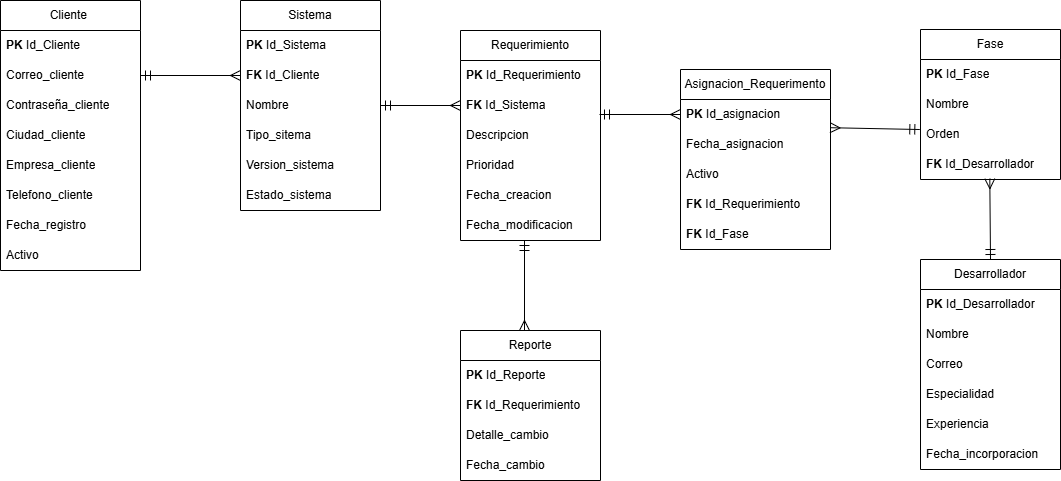 Cliente
PK Id_Cliente
Correo_cliente
Contraseña_cliente
Ciudad_cliente
Empresa_cliente
Telefono_cliente
Fecha_registro
Activo
Sistema
PK Id_Sistema
FK Id_Cliente
Nombre
Tipo_sitema
Version_sistema
Estado_sistema
Requerimiento
PK Id_Requerimiento
FK Id_Sistema
Descripcion
Prioridad
Fecha_creacion
Fecha_modificacion
Reporte
PK Id_Reporte
FK Id_Requerimiento
Detalle_cambio
Fecha_cambio
Asignacion_Requerimento
PK Id_asignacion
Fecha_asignacion
Activo
FK Id_Requerimiento
FK Id_Fase
Fase
PK Id_Fase
Nombre
Orden
FK Id_Desarrollador
Desarrollador
PK Id_Desarrollador
Nombre
Correo
Especialidad
Experiencia
Fecha_incorporacion